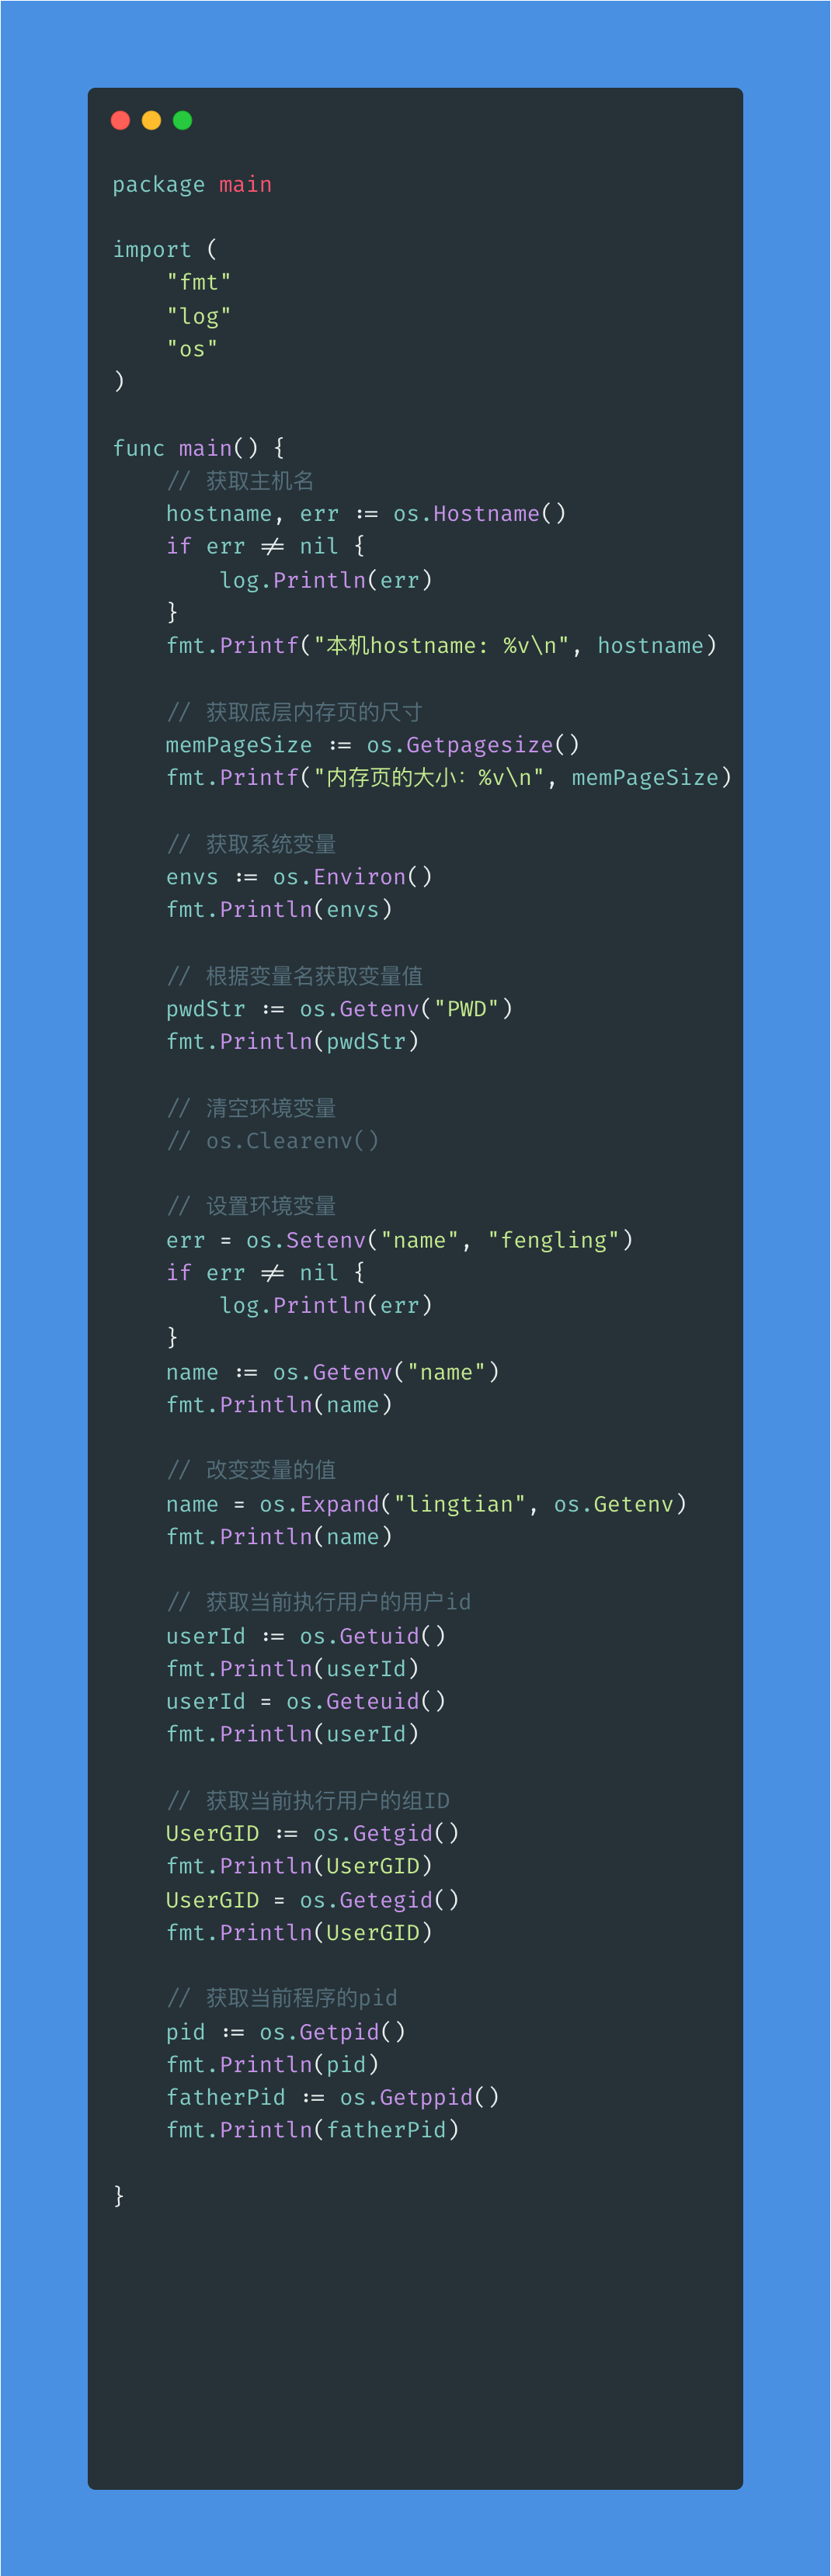 package main
import (
"fmt"
"log"
"os"
)
func main() {
// 获取主机名
hostname, err := os.Hostname()
if err != nil {
log.Println(err)
}
fmt.Printf("本机hostname: %v\n", hostname)
// 获取底层内存页的尺寸
memPageSize := os.Getpagesize()
fmt.Printf("内存页的大小：%v\n", memPageSize)
// 获取系统变量
envs := os.Environ()
fmt.Println(envs)
// 根据变量名获取变量值
pwdStr := os.Getenv("PWD")
fmt.Println(pwdStr)
// 清空环境变量
// os.Clearenv()
// 设置环境变量
err = os.Setenv("name", "fengling")
if err != nil {
log.Println(err)
}
name := os.Getenv("name")
fmt.Println(name)
// 改变变量的值
name = os.Expand("lingtian", os.Getenv)
fmt.Println(name)
// 获取当前执行用户的用户id
userId := os.Getuid()
fmt.Println(userId)
userId = os.Geteuid()
fmt.Println(userId)
// 获取当前执行用户的组ID
UserGID := os.Getgid()
fmt.Println(UserGID)
UserGID = os.Getegid()
fmt.Println(UserGID)
// 获取当前程序的pid
pid := os.Getpid()
fmt.Println(pid)
fatherPid := os.Getppid()
fmt.Println(fatherPid)
}